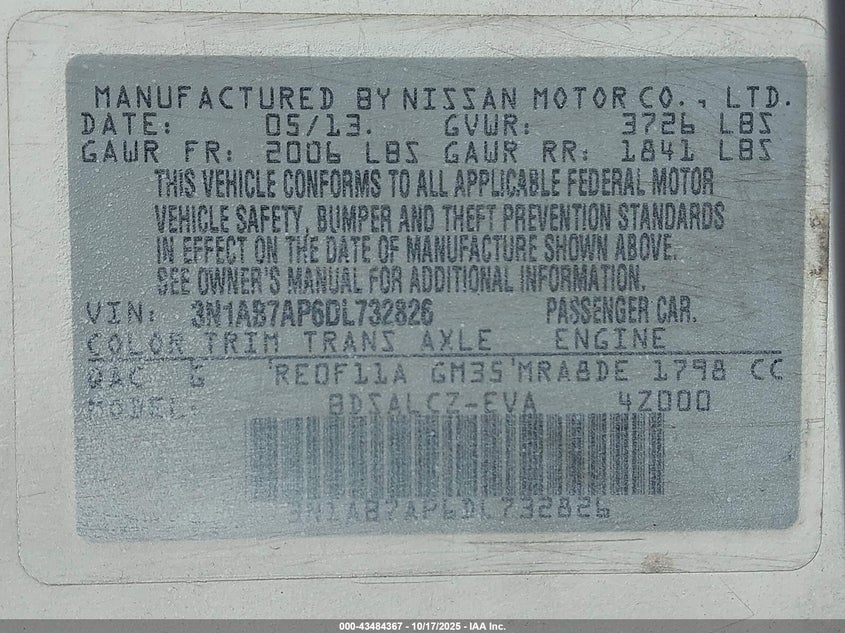 MANUFACTURED BY NISSAN MOTOR CO., LTD.
DATE: 05/13. GVWR: 3726 LBS
GAWR FR: 2006 LBS GAWR RR: 1841 LBS
THIS VEHICLE CONFORMS TO ALL APPLICABLE FEDERAL MOTOR
VEHICLE SAFETY, BUMPER AND THEFT PREVENTION STANDARDS
IN EFFECT ON THE DATE OF MANUFACTURE SHOWN ABOVE.
SEE OWNER'S MANUAL FOR ADDITIONAL INFORMATION.
VIN: 3N1AB7AP6DL732826 PASSENGER CAR.
COLOR TRIM TRANS AXLE ENGINE
QAC G RE0F11A GM35 MRA8DE 1798 CC
MODEL: BDSALCZ-EVA 4Z000
3N1AB7AP6DL732826
000-43484367 - 10/17/2025 - IAA Inc.